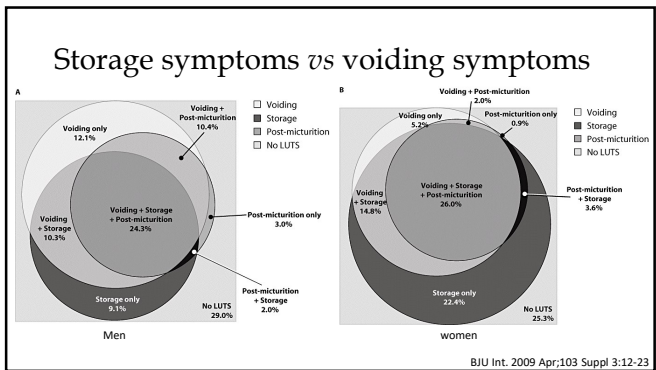 Storage symptoms vs voiding symptoms
A
Voiding +
Post-micturition
10.4%
Voiding
Storage
Post-micturition
No LUTS
Voiding only
12.1%
Voiding + Storage
+ Post-micturition
24.3%
Voiding
+ Storage
10.3%
Post-micturition only
3.0%
Storage only
9.1%
Post-micturition
+ Storage
2.0%
No LUTS
29.0%
Men
B
Voiding + Post-micturition
2.0%
Voiding only
5.2%
Post-micturition only
0.9%
Voiding
Storage
Post-micturition
No LUTS
Voiding + Storage
+ Post-micturition
26.0%
Voiding
+ Storage
14.8%
Post-micturition
+ Storage
3.6%
Storage only
22.4%
No LUTS
25.3%
women
BJU Int. 2009 Apr;103 Suppl 3:12-23